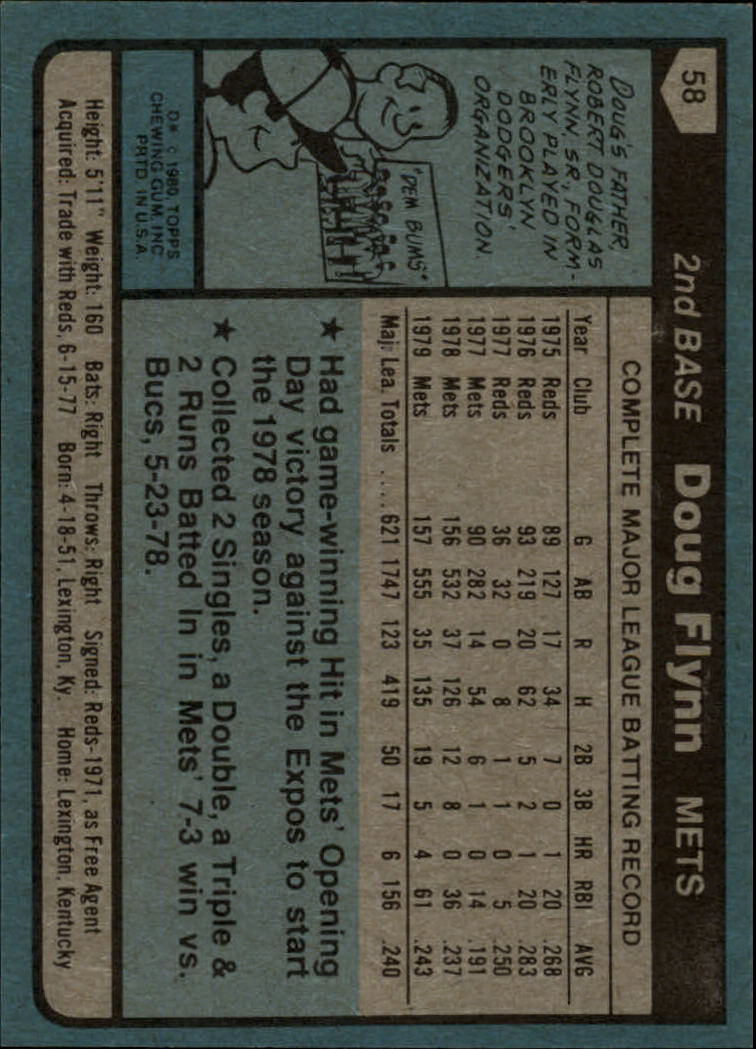 58
2nd BASE Doug Flynn METS
DOUG'S FATHER,
ROBERT DOUGLAS
FLYNN, SR., FORM-
ERLY PLAYED IN
BROOKLYN
DODGERS'
ORGANIZATION.
"DEM BUMS"
D* © 1980 TOPPS
CHEWING GUM, INC.
PRTD. IN U.S.A.
COMPLETE MAJOR LEAGUE BATTING RECORD
Year Club G AB R H 2B 3B HR RBI AVG
1975 Reds 89 127 17 34 7 0 1 20 .268
1976 Reds 93 219 20 62 5 2 1 20 .283
1977 Reds 36 32 0 8 1 1 0 5 .250
1977 Mets 90 282 14 54 6 1 0 14 .191
1978 Mets 156 532 37 126 12 8 0 36 .237
1979 Mets 157 555 35 135 19 5 4 61 .243
Maj. Lea. Totals .... 621 1747 123 419 50 17 6 156 .240
★ Had game-winning Hit in Mets' Opening
Day victory against the Expos to start
the 1978 season.
★ Collected 2 Singles, a Double, a Triple &
2 Runs Batted In in Mets' 7-3 win vs.
Bucs, 5-23-78.
Height: 5'11" Weight: 160 Bats: Right Throws: Right Signed: Reds-1971, as Free Agent
Acquired: Trade with Reds, 6-15-77 Born: 4-18-51, Lexington, Ky. Home: Lexington, Kentucky